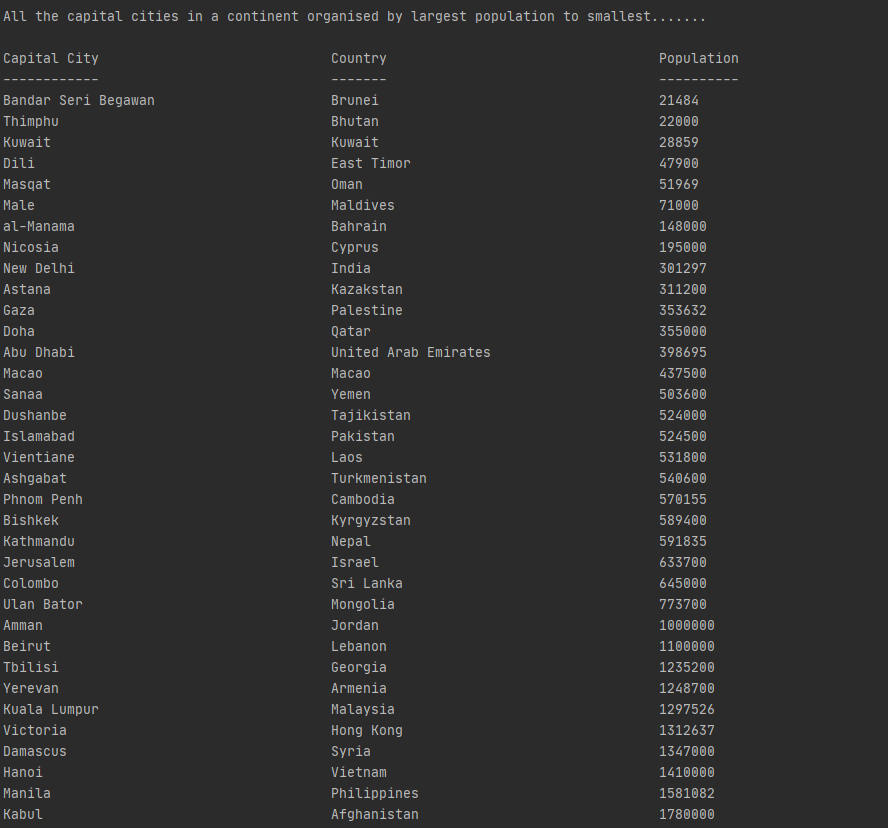 All the capital cities in a continent organised by largest population to smallest.......
Capital City Country Population
------------ ------- ----------
Bandar Seri Begawan Brunei 21484
Thimphu Bhutan 22000
Kuwait Kuwait 28859
Dili East Timor 47900
Masqat Oman 51969
Male Maldives 71000
al-Manama Bahrain 148000
Nicosia Cyprus 195000
New Delhi India 301297
Astana Kazakstan 311200
Gaza Palestine 353632
Doha Qatar 355000
Abu Dhabi United Arab Emirates 398695
Macao Macao 437500
Sanaa Yemen 503600
Dushanbe Tajikistan 524000
Islamabad Pakistan 524500
Vientiane Laos 531800
Ashgabat Turkmenistan 540600
Phnom Penh Cambodia 570155
Bishkek Kyrgyzstan 589400
Kathmandu Nepal 591835
Jerusalem Israel 633700
Colombo Sri Lanka 645000
Ulan Bator Mongolia 773700
Amman Jordan 1000000
Beirut Lebanon 1100000
Tbilisi Georgia 1235200
Yerevan Armenia 1248700
Kuala Lumpur Malaysia 1297526
Victoria Hong Kong 1312637
Damascus Syria 1347000
Hanoi Vietnam 1410000
Manila Philippines 1581082
Kabul Afghanistan 1780000